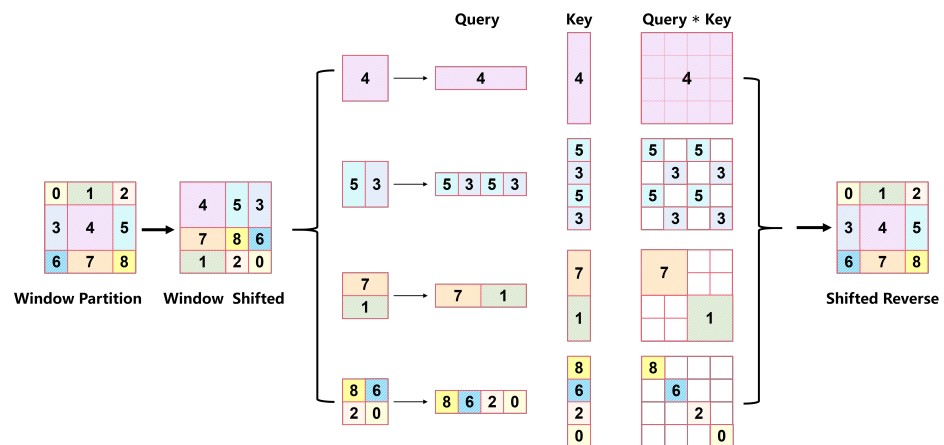 Query Key Query * Key
4 4 4 4
5 3 5 3 5 3 5 5
3 3 3
5 5 5
3 3 3
0 1 2
3 4 5
6 7 8
Window Partition
4 5 3
7 8 6
1 2 0
Window Shifted
7 7 1 7 7
1 1 1
8 6 8 6 2 0 8 8
2 0 6 6
2 2
0 0
0 1 2
3 4 5
6 7 8
Shifted Reverse